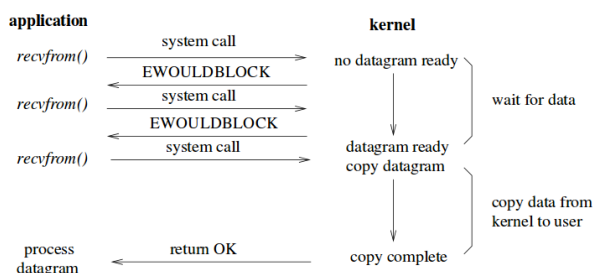 application
kernel
system call
recvfrom()
no datagram ready
EWOULDBLOCK
system call
recvfrom()
wait for data
EWOULDBLOCK
system call
datagram ready
recvfrom()
copy datagram
copy data from
kernel to user
process
return OK
copy complete
datagram